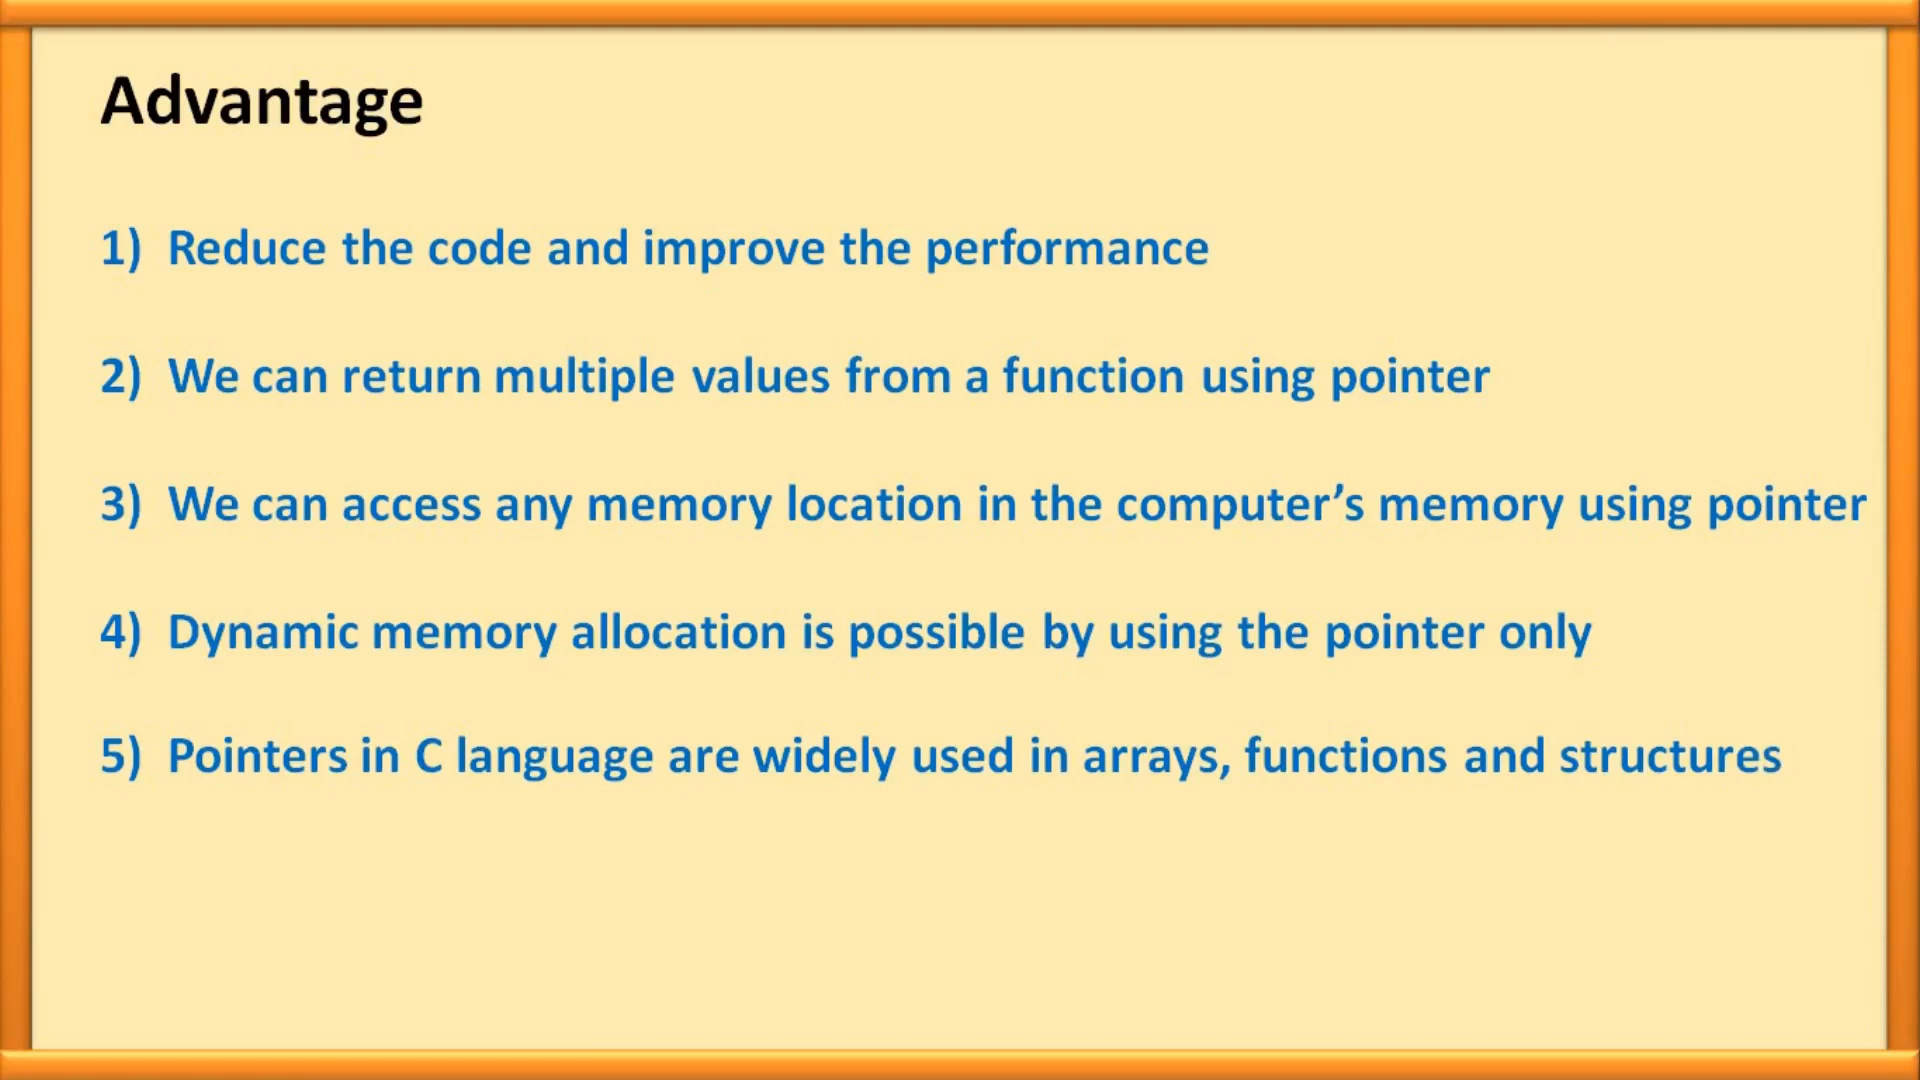 Advantage
1) Reduce the code and improve the performance
2) We can return multiple values from a function using pointer
3) We can access any memory location in the computer’s memory using pointer
4) Dynamic memory allocation is possible by using the pointer only
5) Pointers in C language are widely used in arrays, functions and structures